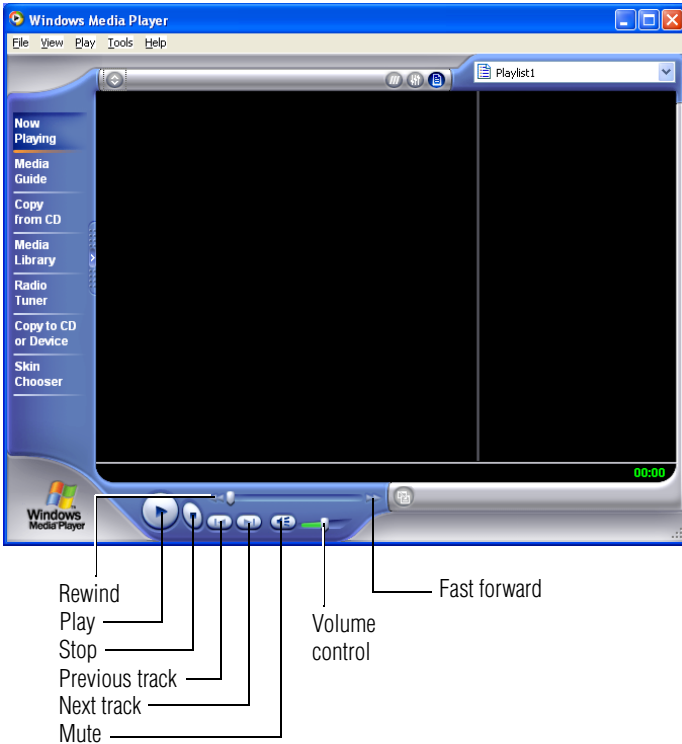 Windows Media Player
File View Play Tools Help
Playlist1
Now
Playing
Media
Guide
Copy
from CD
Media
Library
Radio
Tuner
Copy to CD
or Device
Skin
Chooser
00:00
Windows
Media Player
Rewind
Play
Stop
Previous track
Next track
Mute
Volume
control
Fast forward